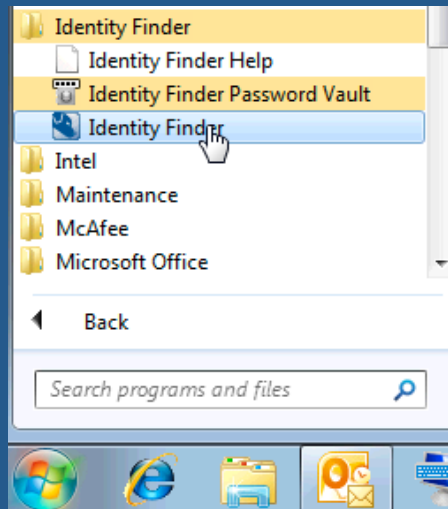 Identity Finder
Identity Finder Help
Identity Finder Password Vault
Identity Finder
Intel
Maintenance
McAfee
Microsoft Office
Back
Search programs and files